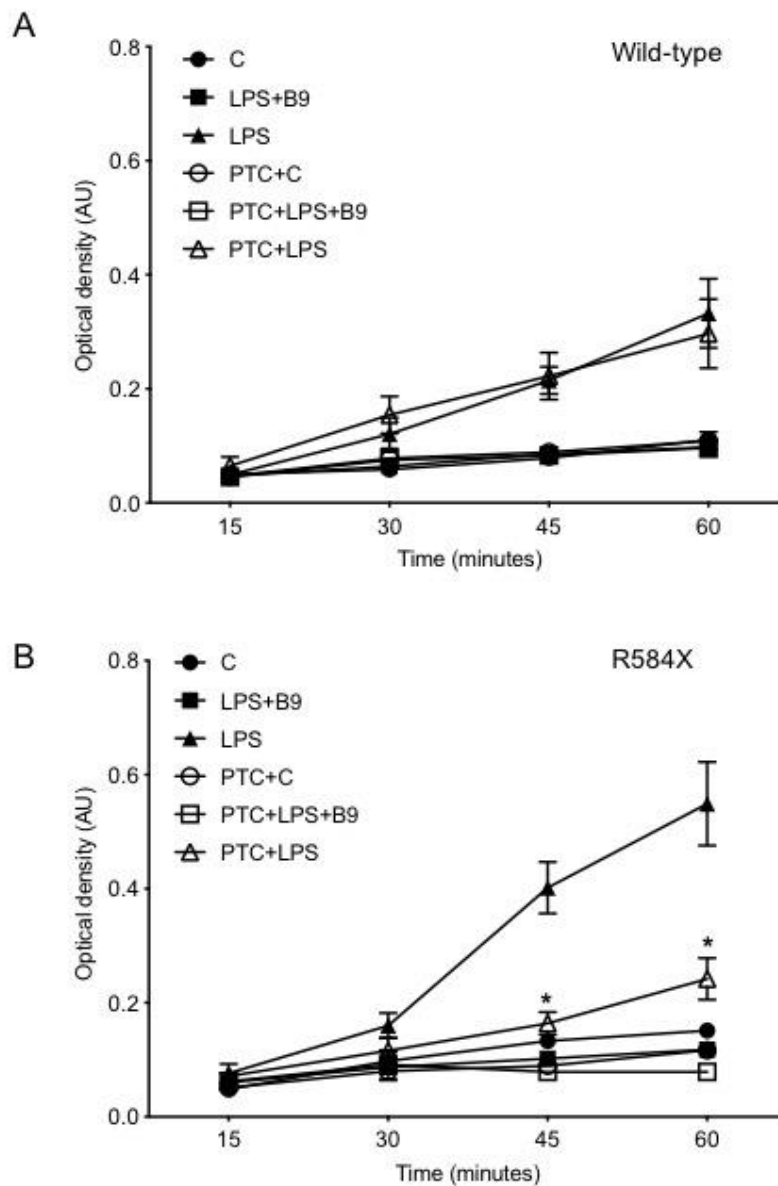 A
Wild-type
C
LPS+B9
LPS
PTC+C
PTC+LPS+B9
PTC+LPS
Optical density (AU)
0.8
0.6
0.4
0.2
0.0
15 30 45 60
Time (minutes)
B
R584X
C
LPS+B9
LPS
PTC+C
PTC+LPS+B9
PTC+LPS
Optical density (AU)
0.8
0.6
0.4
0.2
0.0
* *
15 30 45 60
Time (minutes)